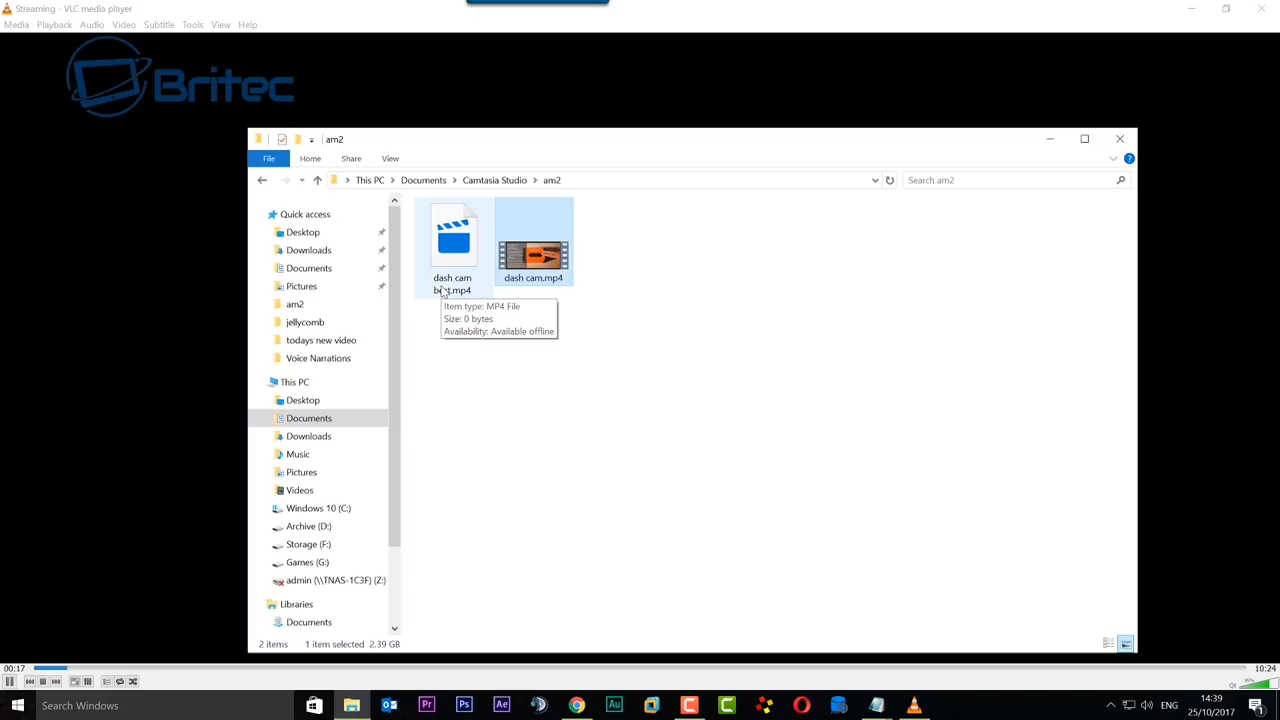 Streaming - VLC media player
Media Playback Audio Video Subtitle Tools View Help
Britec
am2
File Home Share View
This PC Documents Camtasia Studio am2
Search am2
Quick access
Desktop
Downloads
Documents
Pictures
am2
jellycomb
todays new video
Voice Narrations
This PC
Desktop
Documents
Downloads
Music
Pictures
Videos
Windows 10 (C:)
Archive (D:)
Storage (F:)
Games (G:)
admin (\\TNAS-1C3F) (Z:)
Libraries
Documents
dash cam
.mp4
dash cam.mp4
Item type: MP4 File
Size: 0 bytes
Availability: Available offline
2 items 1 item selected 2.39 GB
00:17
10:24
Search Windows
Pr Ps Ae Au
ENG
14:39
25/10/2017